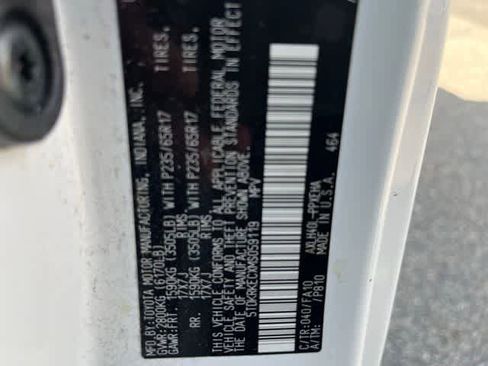 MFD.BY:TOYOTA MOTOR MANUFACTURING, INDIANA, INC.
GVWR:2800KG(6170LB)
GAWR:FRT. 1590KG (3505LB) WITH P235/65R17 TIRES,
17X7J RIMS,
RR. 1590KG (3505LB) WITH P235/65R17 TIRES,
17X7J RIMS,
THIS VEHICLE CONFORMS TO ALL APPLICABLE FEDERAL MOTOR
VEHICLE SAFETY AND THEFT PREVENTION STANDARDS IN EFFECT
ON THE DATE OF MANUFACTURE SHOWN ABOVE.
5TDKRKEC MPV
C/TR:040/FA10 AXLH40L-PPXEHA
A/TM: /P810 MADE IN U.S.A. 464